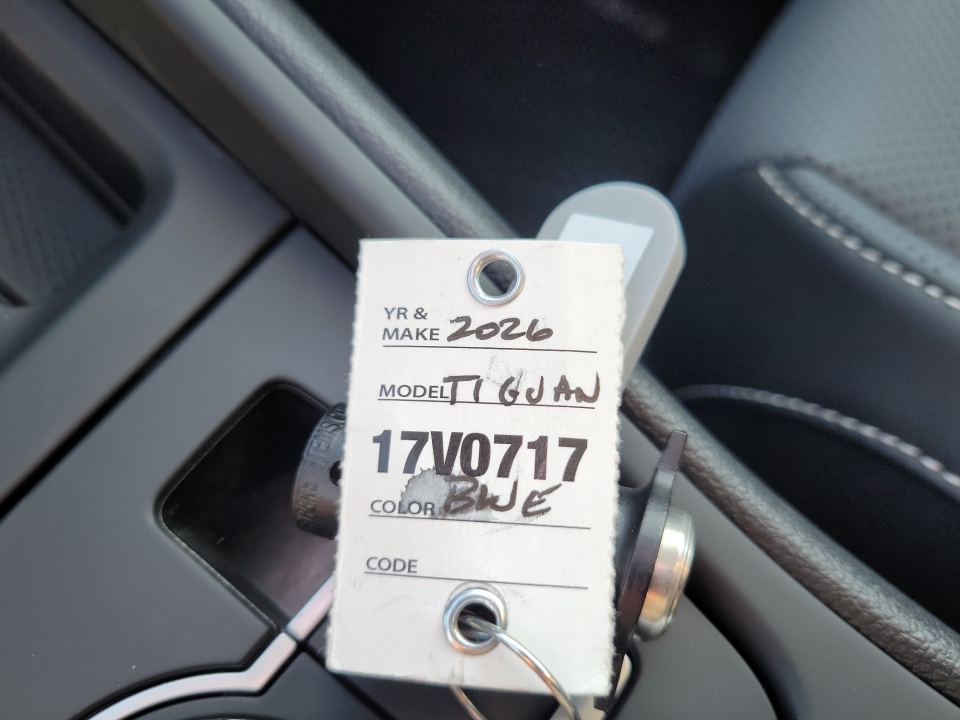 YR &
MAKE 2026
MODEL TIGUAN
17V0717
COLOR BLUE
CODE